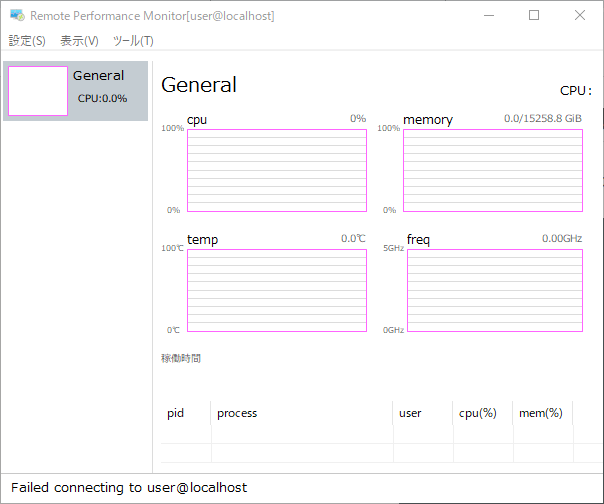 Remote Performance Monitor[user@localhost]
設定(S) 表示(V) ツール(T)
General
CPU:0.0%
General
CPU:
cpu 0%
100%
0%
memory 0.0/15258.8 GiB
100%
0%
temp 0.0℃
100℃
0℃
freq 0.00GHz
5GHz
0GHz
稼働時間
pid process user cpu(%) mem(%)
Failed connecting to user@localhost